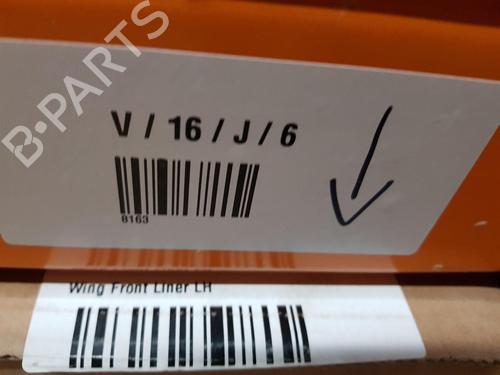 B-PARTS
V / 16 / J / 6
8163
Wing Front Liner LH